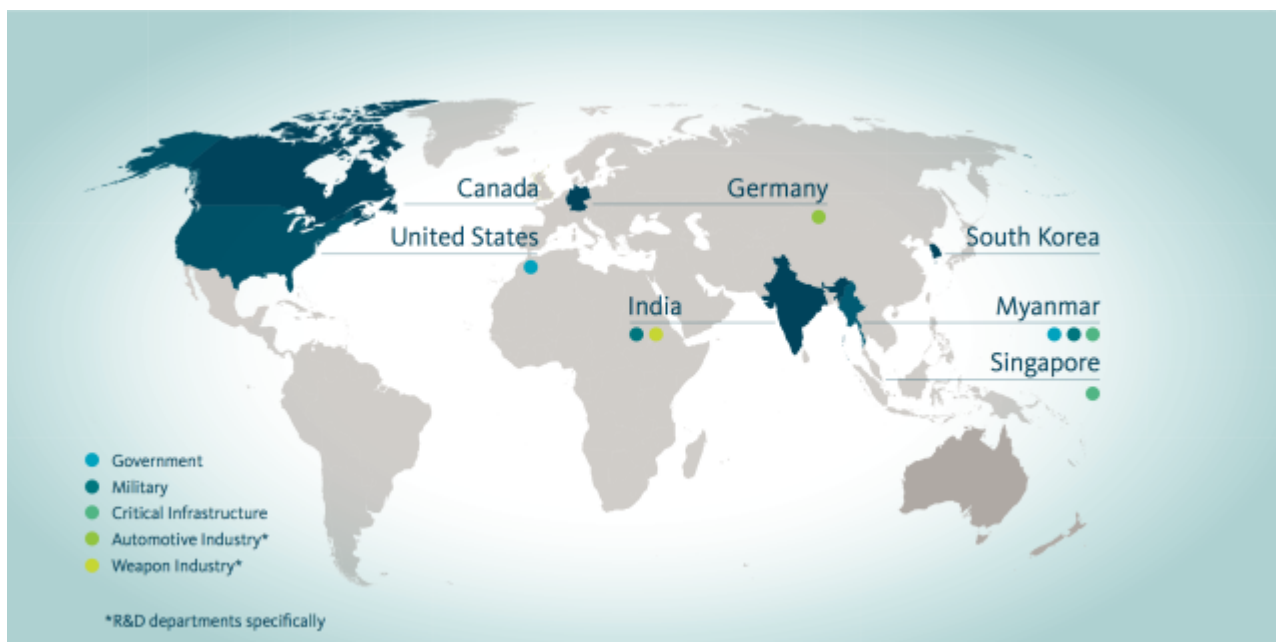 Canada
Germany
United States
South Korea
India
Myanmar
Singapore
Government
Military
Critical Infrastructure
Automotive Industry*
Weapon Industry*
*R&D departments specifically